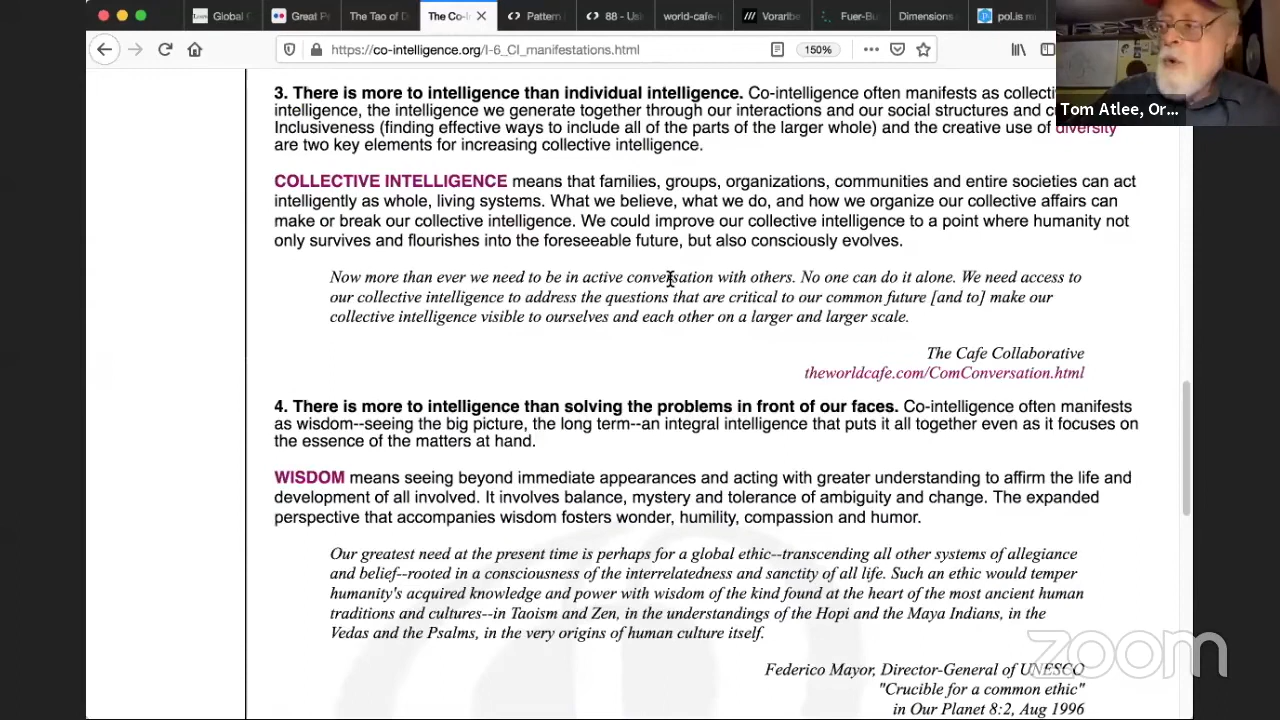 Global
Great P
The Tao of D
The Co-I
Pattern
88 - Us
world-cafe-
Vorarlbe
Fuer-Bu
Dimensions
pol.is
https://co-intelligence.org/I-6_CI_manifestations.html
150%
Tom Atlee, Or...
3. There is more to intelligence than individual intelligence. Co-intelligence often manifests as collecti
intelligence, the intelligence we generate together through our interactions and our social structures and c
Inclusiveness (finding effective ways to include all of the parts of the larger whole) and the creative use of diversity
are two key elements for increasing collective intelligence.
COLLECTIVE INTELLIGENCE means that families, groups, organizations, communities and entire societies can act
intelligently as whole, living systems. What we believe, what we do, and how we organize our collective affairs can
make or break our collective intelligence. We could improve our collective intelligence to a point where humanity not
only survives and flourishes into the foreseeable future, but also consciously evolves.
Now more than ever we need to be in active conversation with others. No one can do it alone. We need access to
our collective intelligence to address the questions that are critical to our common future [and to] make our
collective intelligence visible to ourselves and each other on a larger and larger scale.
The Cafe Collaborative
theworldcafe.com/ComConversation.html
4. There is more to intelligence than solving the problems in front of our faces. Co-intelligence often manifests
as wisdom--seeing the big picture, the long term--an integral intelligence that puts it all together even as it focuses on
the essence of the matters at hand.
WISDOM means seeing beyond immediate appearances and acting with greater understanding to affirm the life and
development of all involved. It involves balance, mystery and tolerance of ambiguity and change. The expanded
perspective that accompanies wisdom fosters wonder, humility, compassion and humor.
Our greatest need at the present time is perhaps for a global ethic--transcending all other systems of allegiance
and belief--rooted in a consciousness of the interrelatedness and sanctity of all life. Such an ethic would temper
humanity's acquired knowledge and power with wisdom of the kind found at the heart of the most ancient human
traditions and cultures--in Taoism and Zen, in the understandings of the Hopi and the Maya Indians, in the
Vedas and the Psalms, in the very origins of human culture itself.
zoom
Federico Mayor, Director-General of UNESCO
"Crucible for a common ethic"
in Our Planet 8:2, Aug 1996